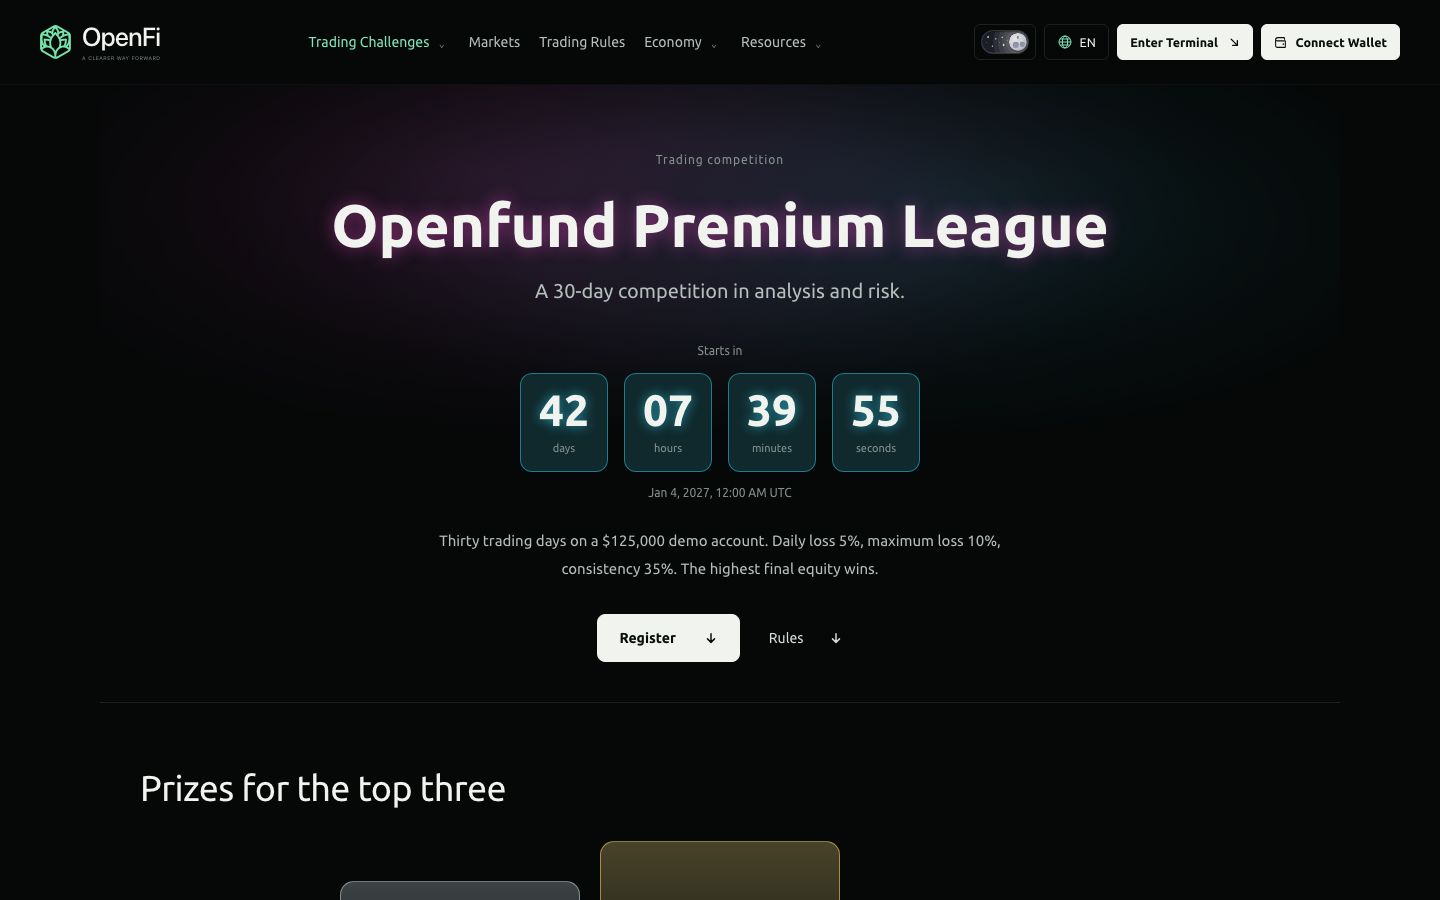 OpenFi
A CLEARER WAY FORWARD
Trading Challenges
Markets
Trading Rules
Economy
Resources
EN
Enter Terminal
Connect Wallet
Trading competition
Openfund Premium League
A 30-day competition in analysis and risk.
Starts in
42
07
39
55
days
hours
minutes
seconds
Jan 4, 2027, 12:00 AM UTC
Thirty trading days on a $125,000 demo account. Daily loss 5%, maximum loss 10%,
consistency 35%. The highest final equity wins.
Register
Rules
Prizes for the top three